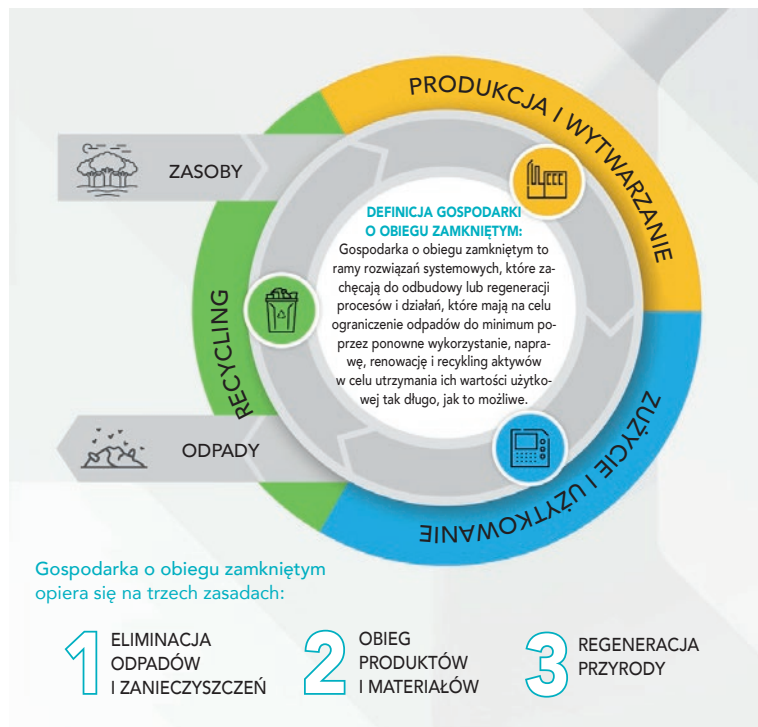 PRODUKCJA I WYTWARZANIE
ZASOBY
DEFINICJA GOSPODARKI
O OBIEGU ZAMKNIĘTYM:
Gospodarka o obiegu zamkniętym to
ramy rozwiązań systemowych, które za-
chęcają do odbudowy lub regeneracji
procesów i działań, które mają na celu
ograniczenie odpadów do minimum po-
przez ponowne wykorzystanie, napra-
wę, renowację i recykling aktywów
w celu utrzymania ich wartości użytko-
wej tak długo, jak to możliwe.
RECYCLING
ODPADY
ZUŻYCIE I UŻYTKOWANIE
Gospodarka o obiegu zamkniętym
opiera się na trzech zasadach:
1 ELIMINACJA
ODPADÓW
I ZANIECZYSZCZEŃ
2 OBIEG
PRODUKTÓW
I MATERIAŁÓW
3 REGENERACJA
PRZYRODY